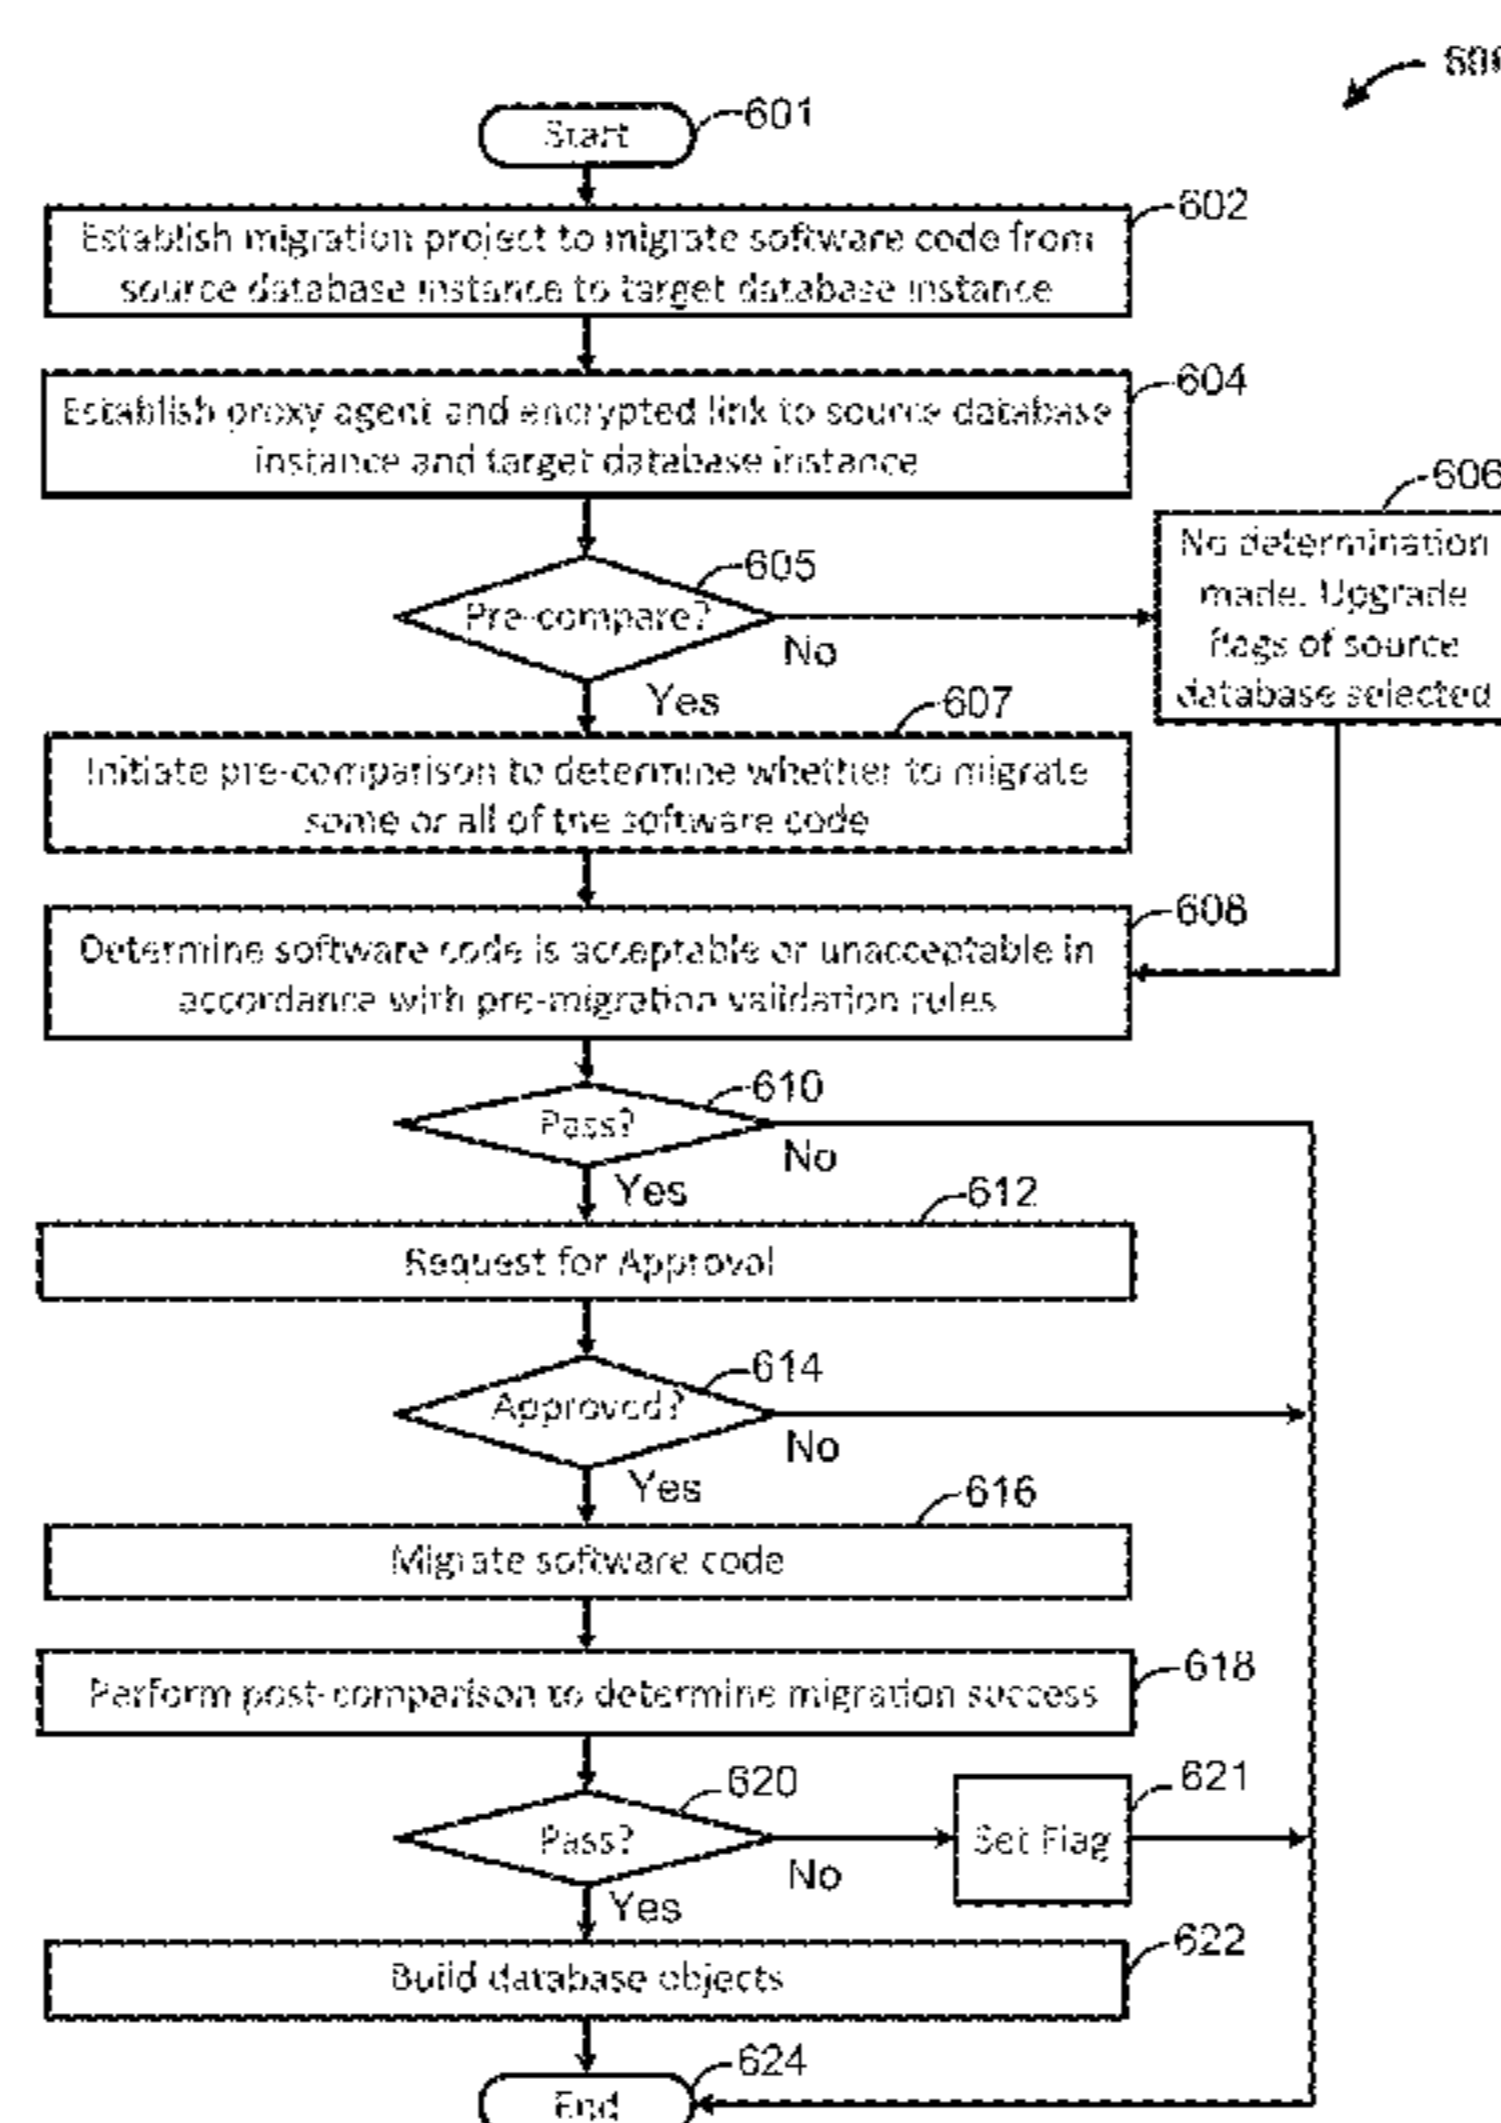 601
Start
602
Establish migration project to migrate software code from
source database instance to target database instance
604
Establish proxy agent and encrypted link to source database
instance and target database instance
606
605
No determination
made. Upgrade
flags of source
database selected
Pre-compare?
No
Yes
607
Initiate pre-comparison to determine whether to migrate
some or all of the software code
608
Determine software code is acceptable or unacceptable in
accordance with pre-migration validation rules
610
Pass?
No
Yes
612
Request for Approval
614
Approved?
No
Yes
616
Migrate software code
618
Perform post-comparison to determine migration success
620
621
Pass?
Set Flag
No
Yes
622
Build database objects
624
End